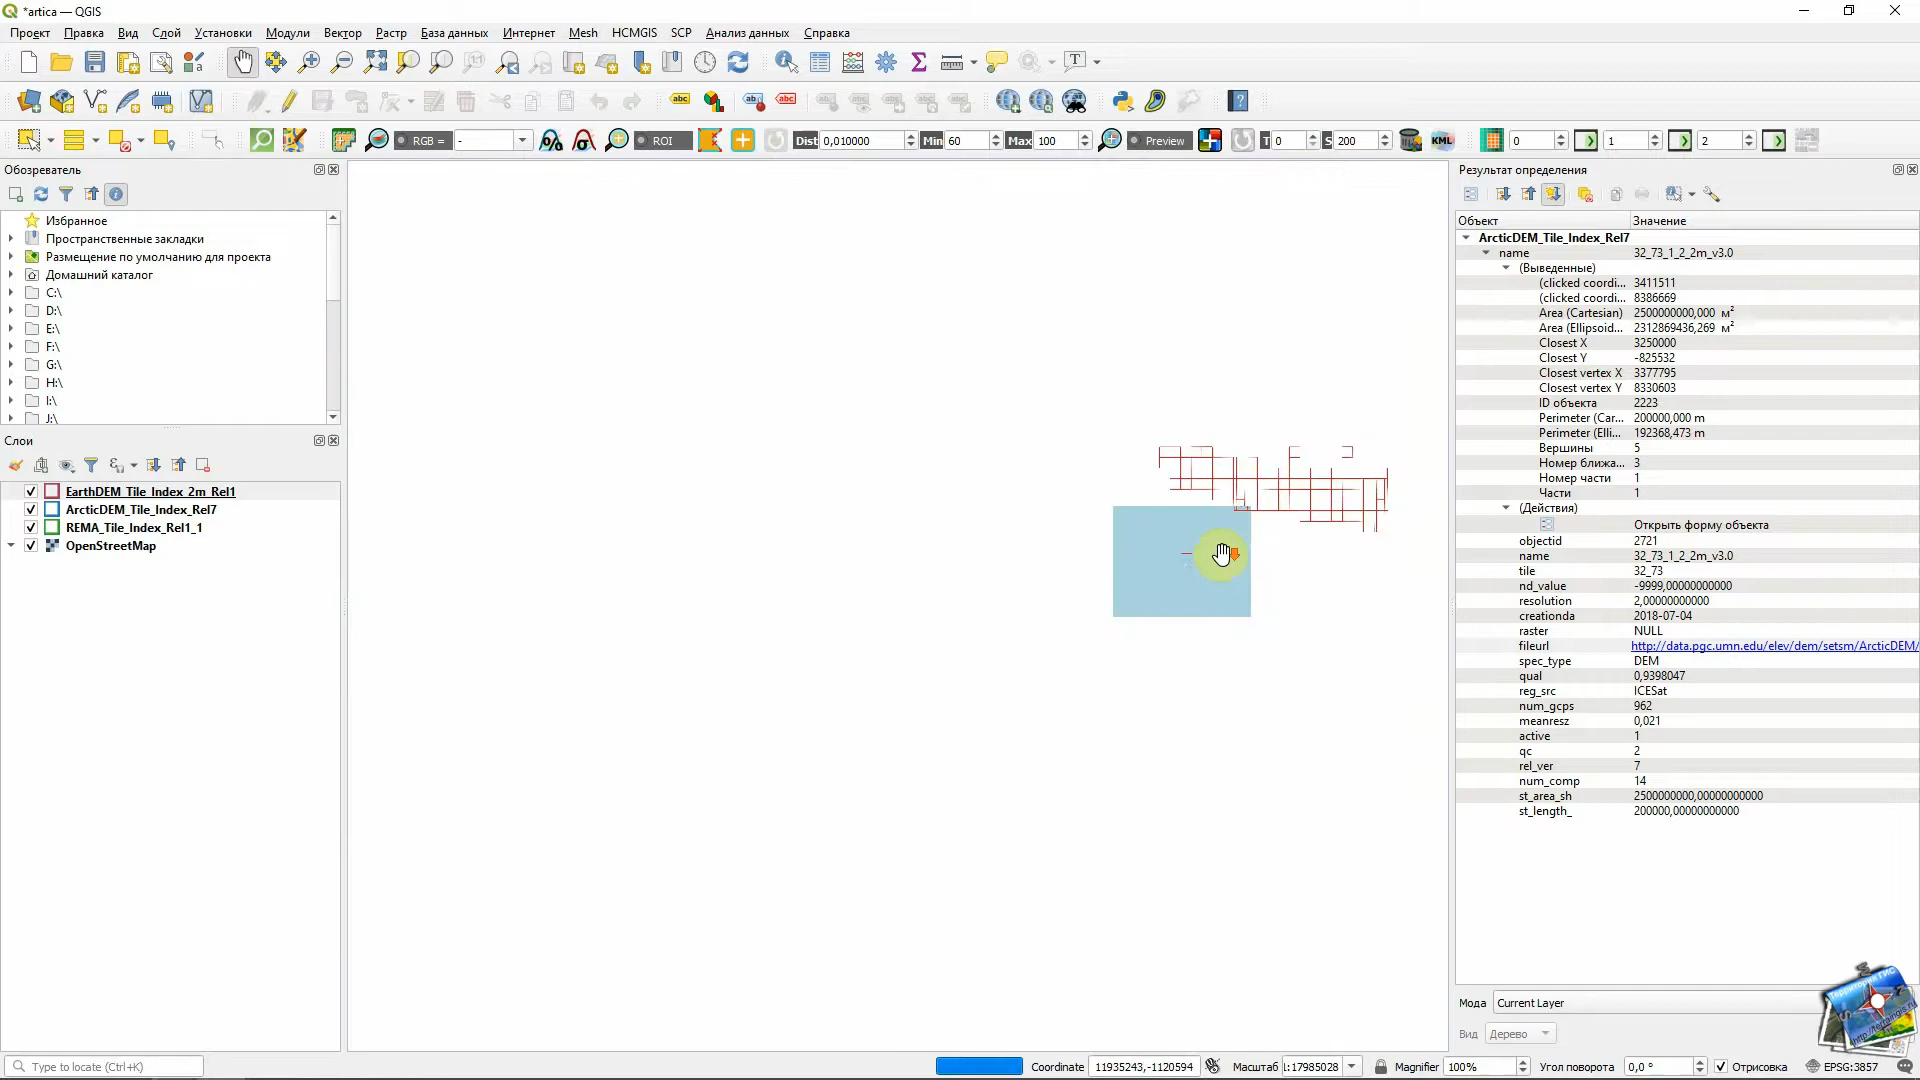 *artica — QGIS
Проект Правка Вид Слой Установки Модули Вектор Растр База данных Интернет Mesh HCMGIS SCP Анализ данных Справка
RGB = - ROI Dist 0,010000 Min 60 Max 100 Preview T 0 S 200 KML 0 1 2
Обозреватель
Избранное
Пространственные закладки
Размещение по умолчанию для проекта
Домашний каталог
C:\
D:\
E:\
F:\
G:\
H:\
I:\
J:\
Слои
EarthDEM_Tile_Index_2m_Rel1
ArcticDEM_Tile_Index_Rel7
REMA_Tile_Index_Rel1_1
OpenStreetMap
Результат определения
Объект Значение
ArcticDEM_Tile_Index_Rel7
name 32_73_1_2_2m_v3.0
(Выведенные)
(clicked coordi... 3411511
(clicked coordi... 8386669
Area (Cartesian) 2500000000,000 м²
Area (Ellipsoid... 2312869436,269 м²
Closest X 3250000
Closest Y -825532
Closest vertex X 3377795
Closest vertex Y 8330603
ID объекта 2223
Perimeter (Car... 200000,000 m
Perimeter (Elli... 192368,473 m
Вершины 5
Номер ближа... 3
Номер части 1
Части 1
(Действия)
Открыть форму объекта
objectid 2721
name 32_73_1_2_2m_v3.0
tile 32_73
nd_value -9999,00000000000
resolution 2,00000000000
creationda 2018-07-04
raster NULL
fileurl http://data.pgc.umn.edu/elev/dem/setsm/ArcticDEM/
spec_type DEM
qual 0,9398047
reg_src ICESat
num_gcps 962
meanresz 0,021
active 1
qc 2
rel_ver 7
num_comp 14
st_area_sh 2500000000,00000000000
st_length_ 200000,00000000000
Мода Current Layer
Вид Дерево
Type to locate (Ctrl+K)
Coordinate 11935243,-1120594 Масштаб 1:17985028 Magnifier 100% Угол поворота 0,0 ° Отрисовка EPSG:3857